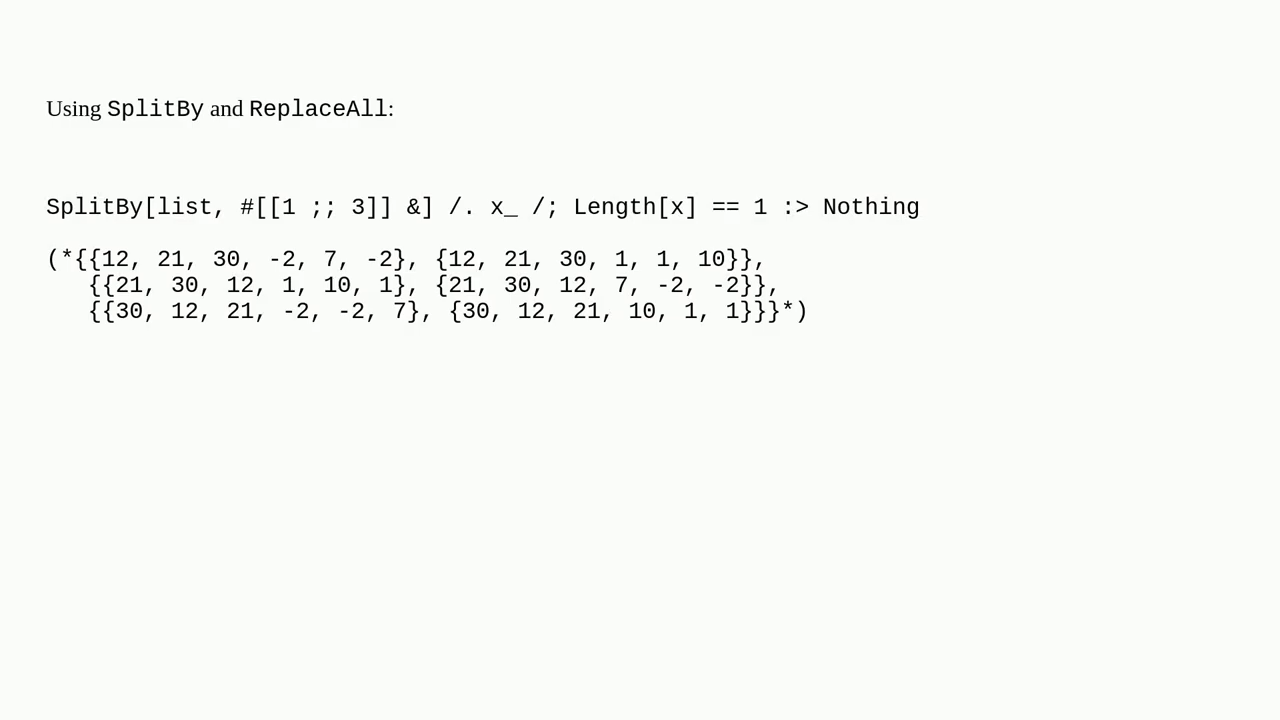 Using SplitBy and ReplaceAll:
SplitBy[list, #[[1 ;; 3]] &] /. x_ /; Length[x] == 1 :> Nothing
(*{{12, 21, 30, -2, 7, -2}, {12, 21, 30, 1, 1, 10}},
   {{21, 30, 12, 1, 10, 1}, {21, 30, 12, 7, -2, -2}},
   {{30, 12, 21, -2, -2, 7}, {30, 12, 21, 10, 1, 1}}}*)